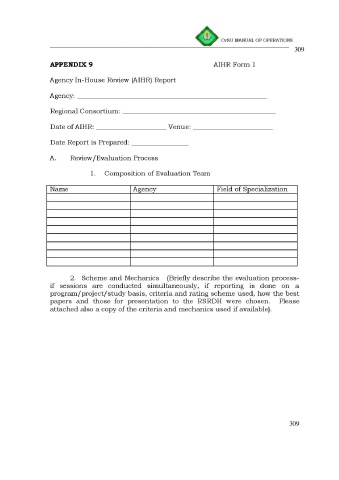 CvSU MANUAL OF OPERATIONS
309
APPENDIX 9 AIHR Form 1
Agency In-House Review (AIHR) Report
Agency: ______________________________
Regional Consortium: ______________________________
Date of AIHR: ____________________ Venue: ____________________
Date Report is Prepared: ________________
A. Review/Evaluation Process
1. Composition of Evaluation Team
Name Agency Field of Specialization
2. Scheme and Mechanics (Briefly describe the evaluation process-
if sessions are conducted simultaneously, if reporting is done on a
program/project/study basis, criteria and rating scheme used, how the best
papers and those for presentation to the RSRDH were chosen. Please
attached also a copy of the criteria and mechanics used if available).
309